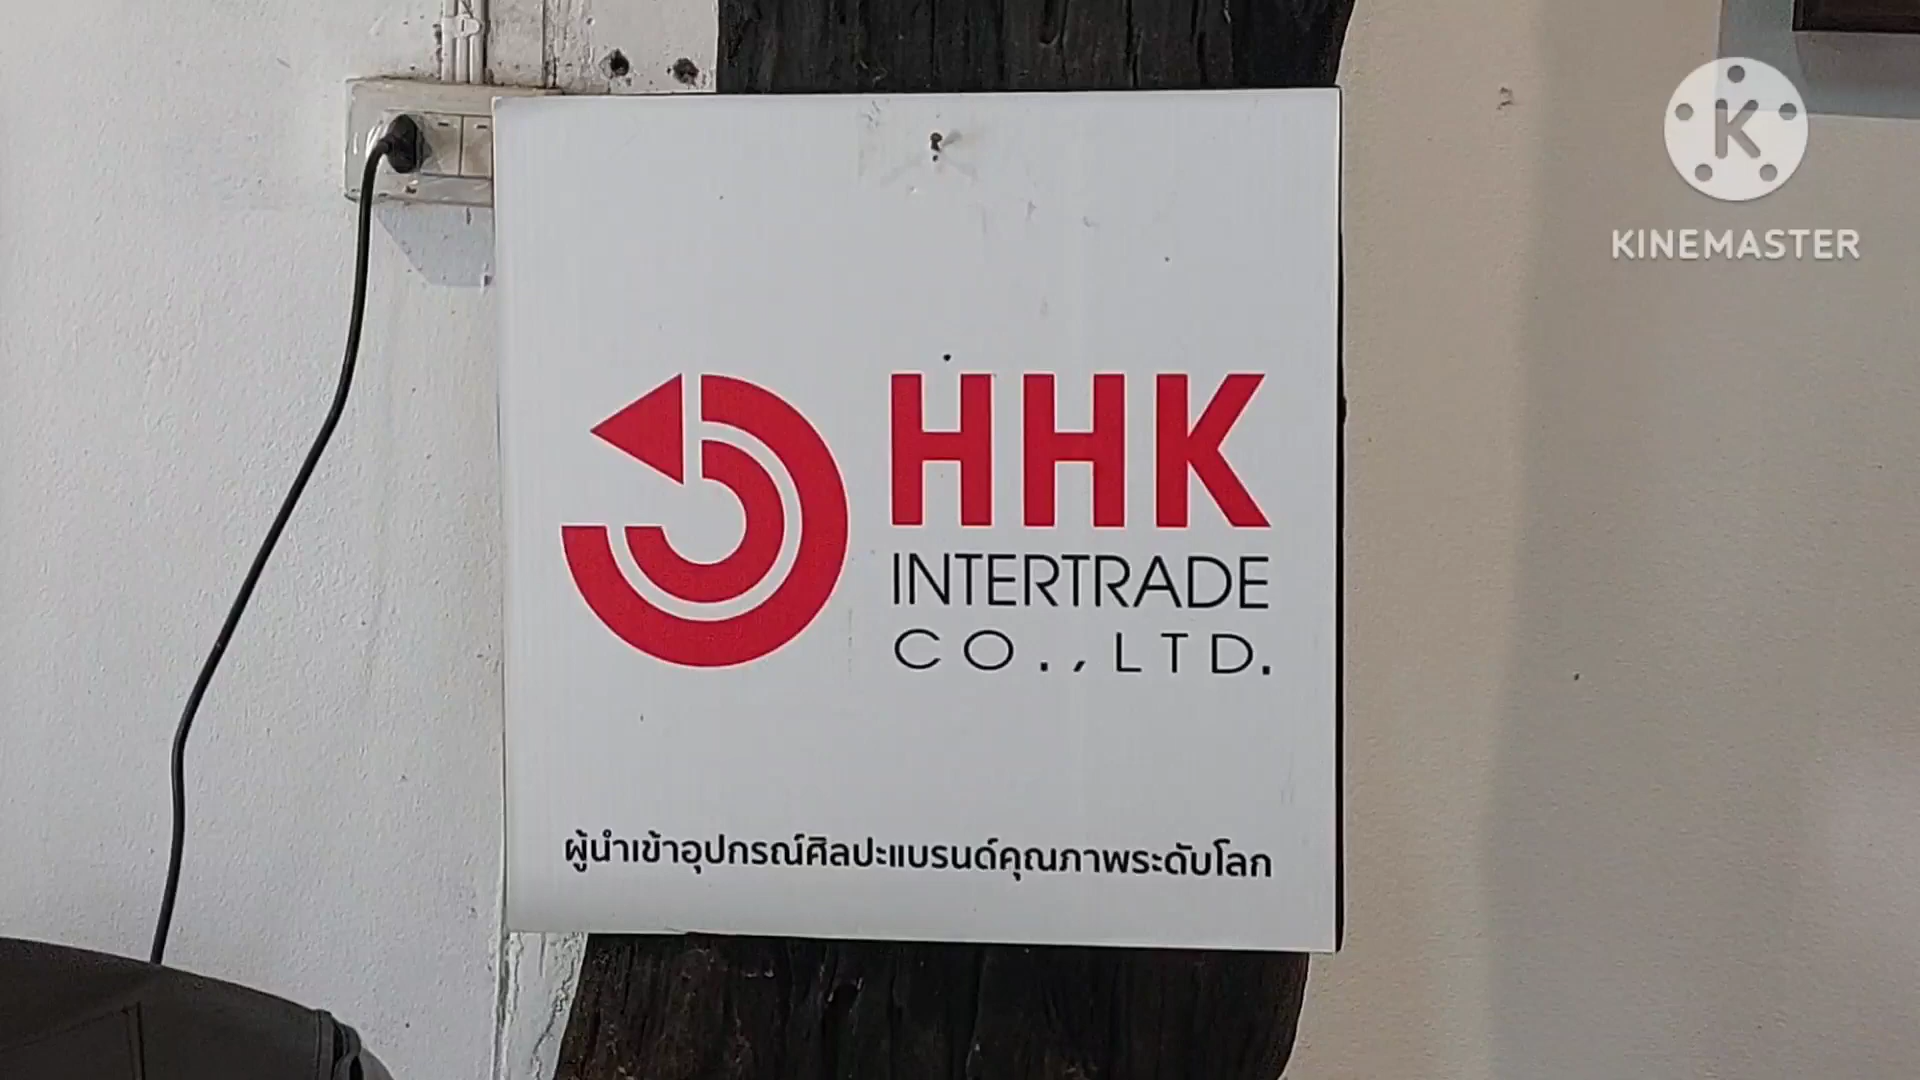 K
KINEMASTER
HHK
INTERTRADE
CO.,LTD.
ผู้นำเข้าอุปกรณ์ศิลปะแบรนด์คุณภาพระดับโลก